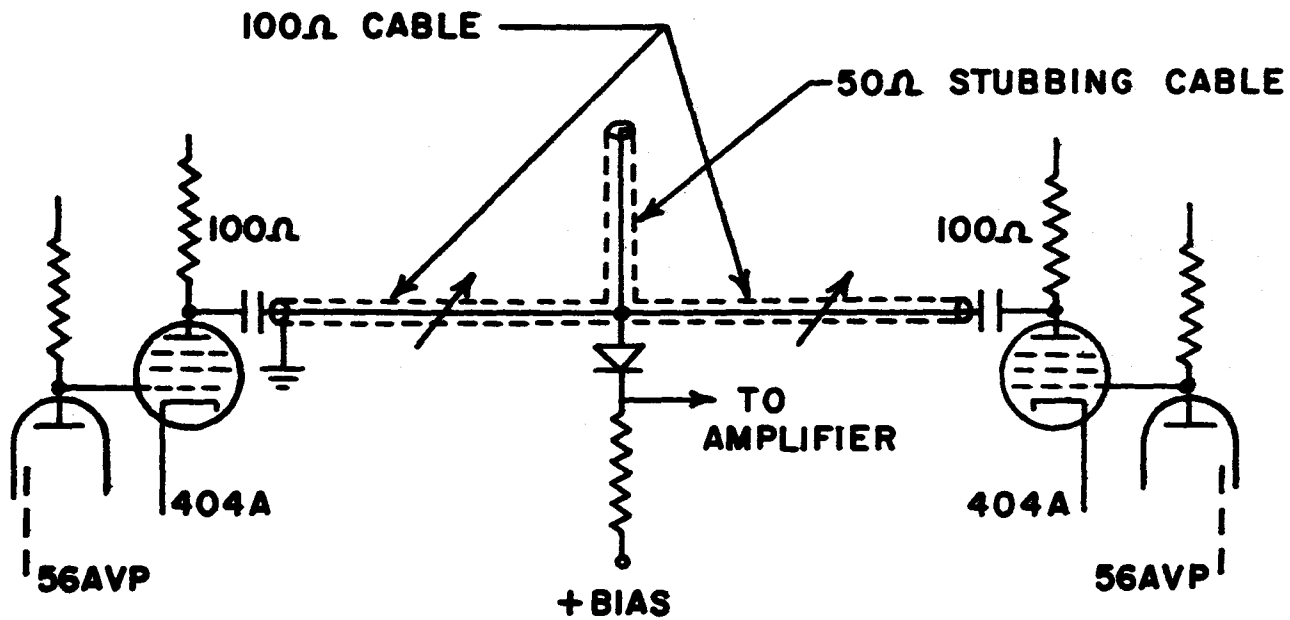 100Ω CABLE
50Ω STUBBING CABLE
100Ω
100Ω
TO
AMPLIFIER
404A
404A
56AVP
56AVP
+BIAS